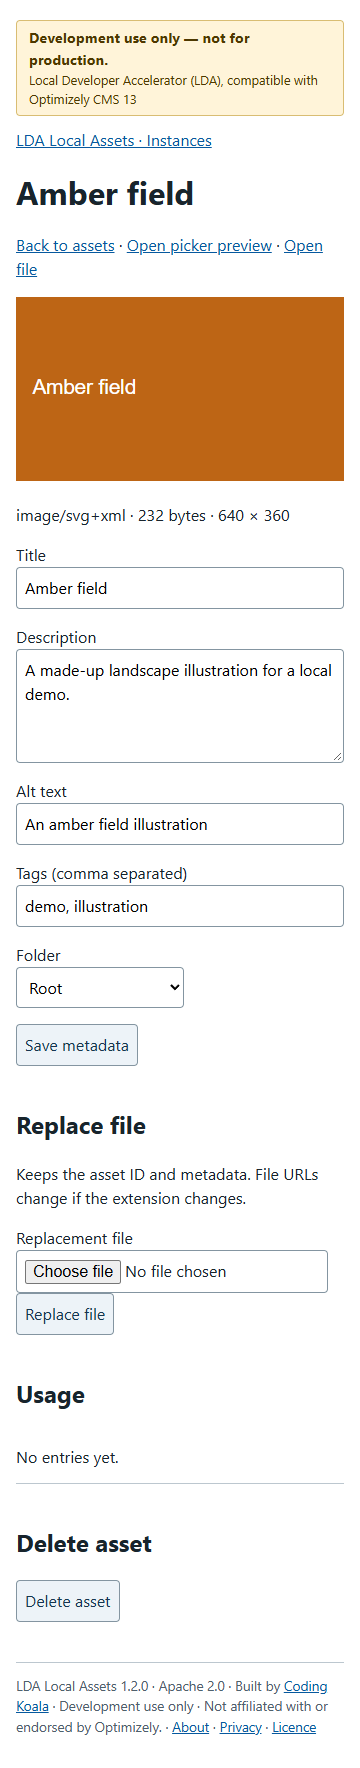 Development use only — not for
production.
Local Developer Accelerator (LDA), compatible with
Optimizely CMS 13
LDA Local Assets · Instances
Amber field
Back to assets · Open picker preview · Open
file
Amber field
image/svg+xml · 232 bytes · 640 × 360
Title
Amber field
Description
A made-up landscape illustration for a local
demo.
Alt text
An amber field illustration
Tags (comma separated)
demo, illustration
Folder
Root
Save metadata
Replace file
Keeps the asset ID and metadata. File URLs
change if the extension changes.
Replacement file
Choose file No file chosen
Replace file
Usage
No entries yet.
Delete asset
Delete asset
LDA Local Assets 1.2.0 · Apache 2.0 · Built by Coding
Koala · Development use only · Not affiliated with or
endorsed by Optimizely. · About · Privacy · Licence